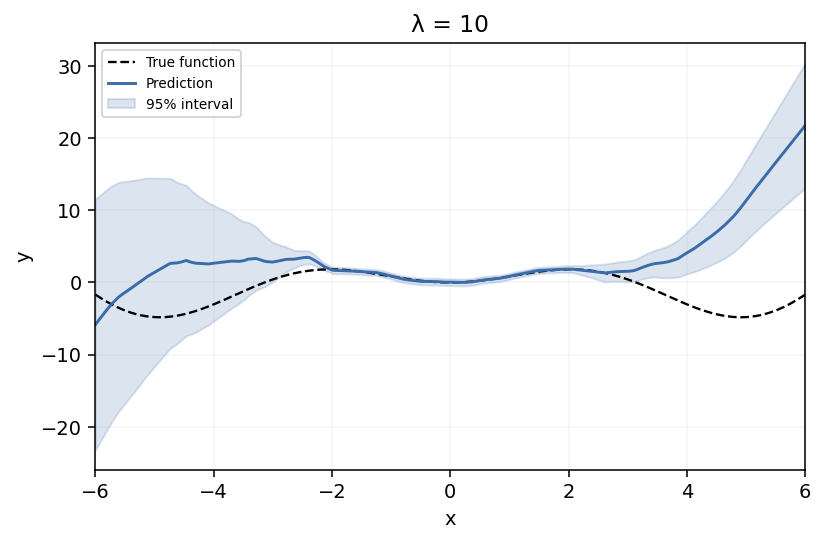 λ = 10
True function
Prediction
95% interval
30
20
10
0
−10
−20
y
−6 −4 −2 0 2 4 6
x